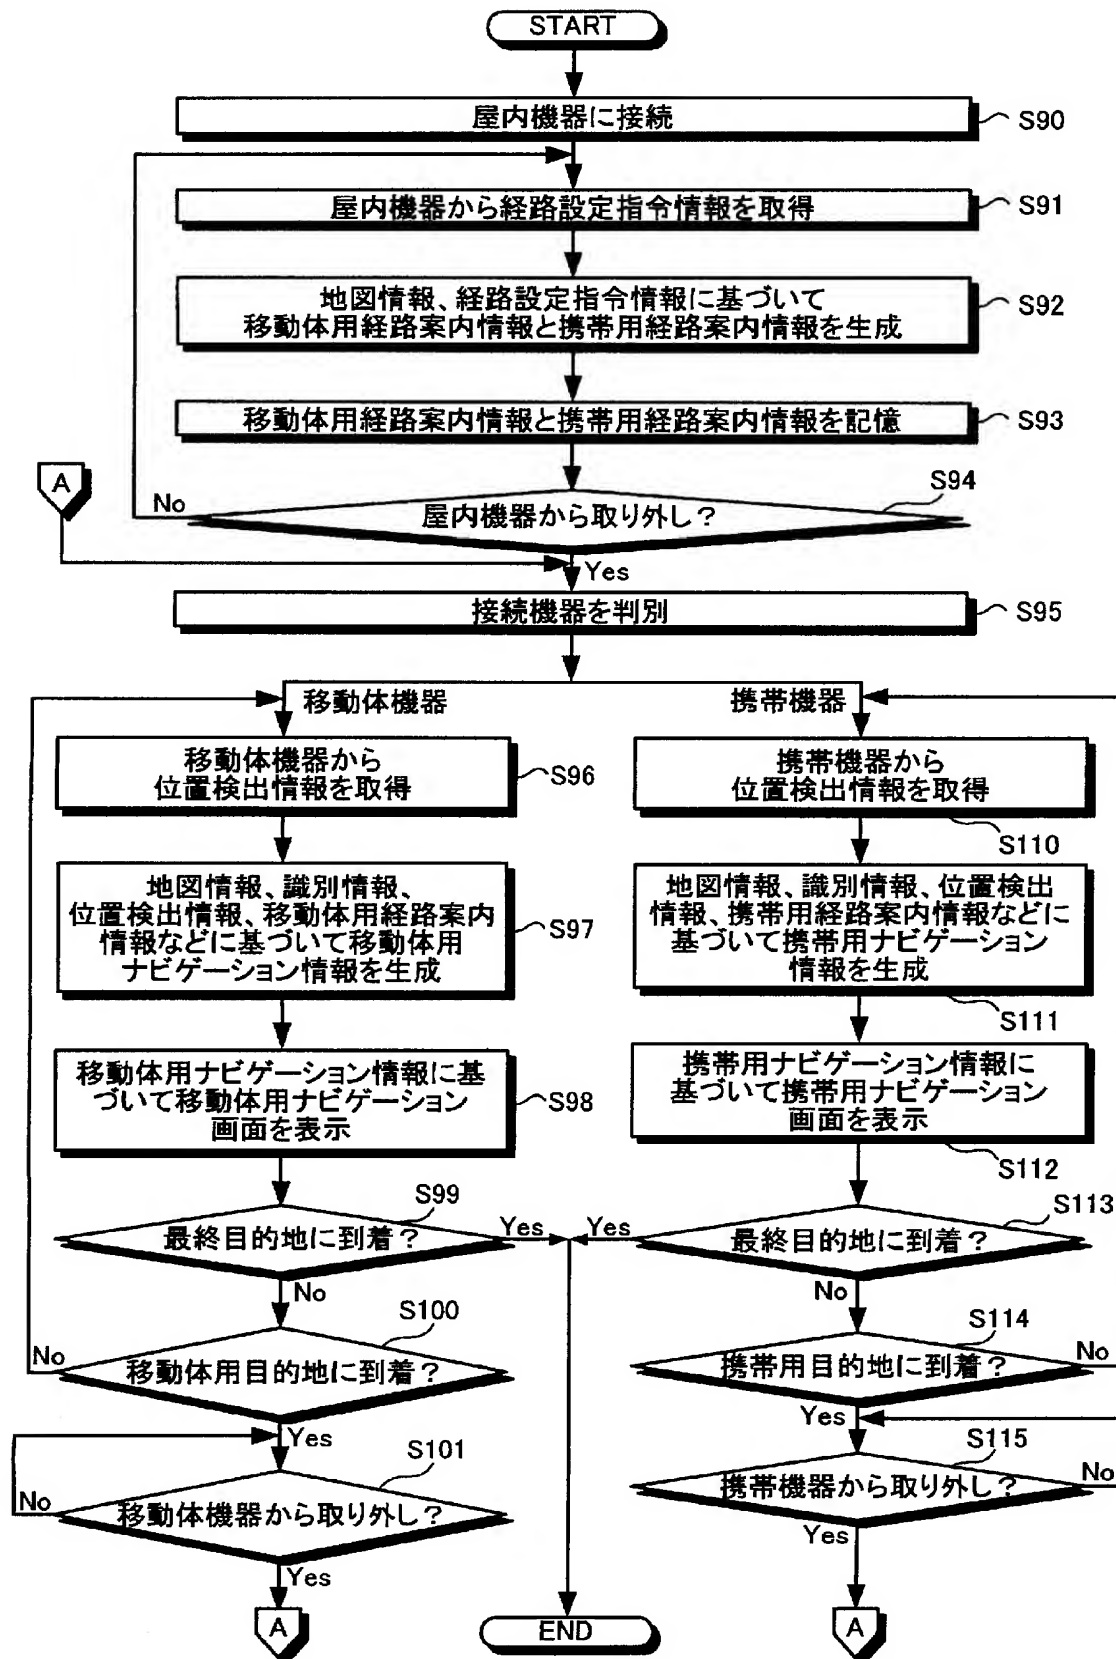 START
屋内機器に接続
S90
屋内機器から経路設定指令情報を取得
S91
地図情報、経路設定指令情報に基づいて
移動体用経路案内情報と携帯用経路案内情報を生成
S92
移動体用経路案内情報と携帯用経路案内情報を記憶
S93
A
No
屋内機器から取り外し？
S94
Yes
接続機器を判別
S95
移動体機器
携帯機器
移動体機器から
位置検出情報を取得
S96
携帯機器から
位置検出情報を取得
S110
地図情報、識別情報、
位置検出情報、移動体用経路案内
情報などに基づいて移動体用
ナビゲーション情報を生成
S97
地図情報、識別情報、位置検出
情報、携帯用経路案内情報などに
基づいて携帯用ナビゲーション
情報を生成
S111
移動体用ナビゲーション情報に基
づいて移動体用ナビゲーション
画面を表示
S98
携帯用ナビゲーション情報に
基づいて携帯用ナビゲーション
画面を表示
S112
最終目的地に到着？
S99
Yes
No
最終目的地に到着？
S113
Yes
No
移動体用目的地に到着？
S100
No
Yes
携帯用目的地に到着？
S114
No
Yes
移動体機器から取り外し？
S101
No
Yes
携帯機器から取り外し？
S115
No
Yes
A
END
A